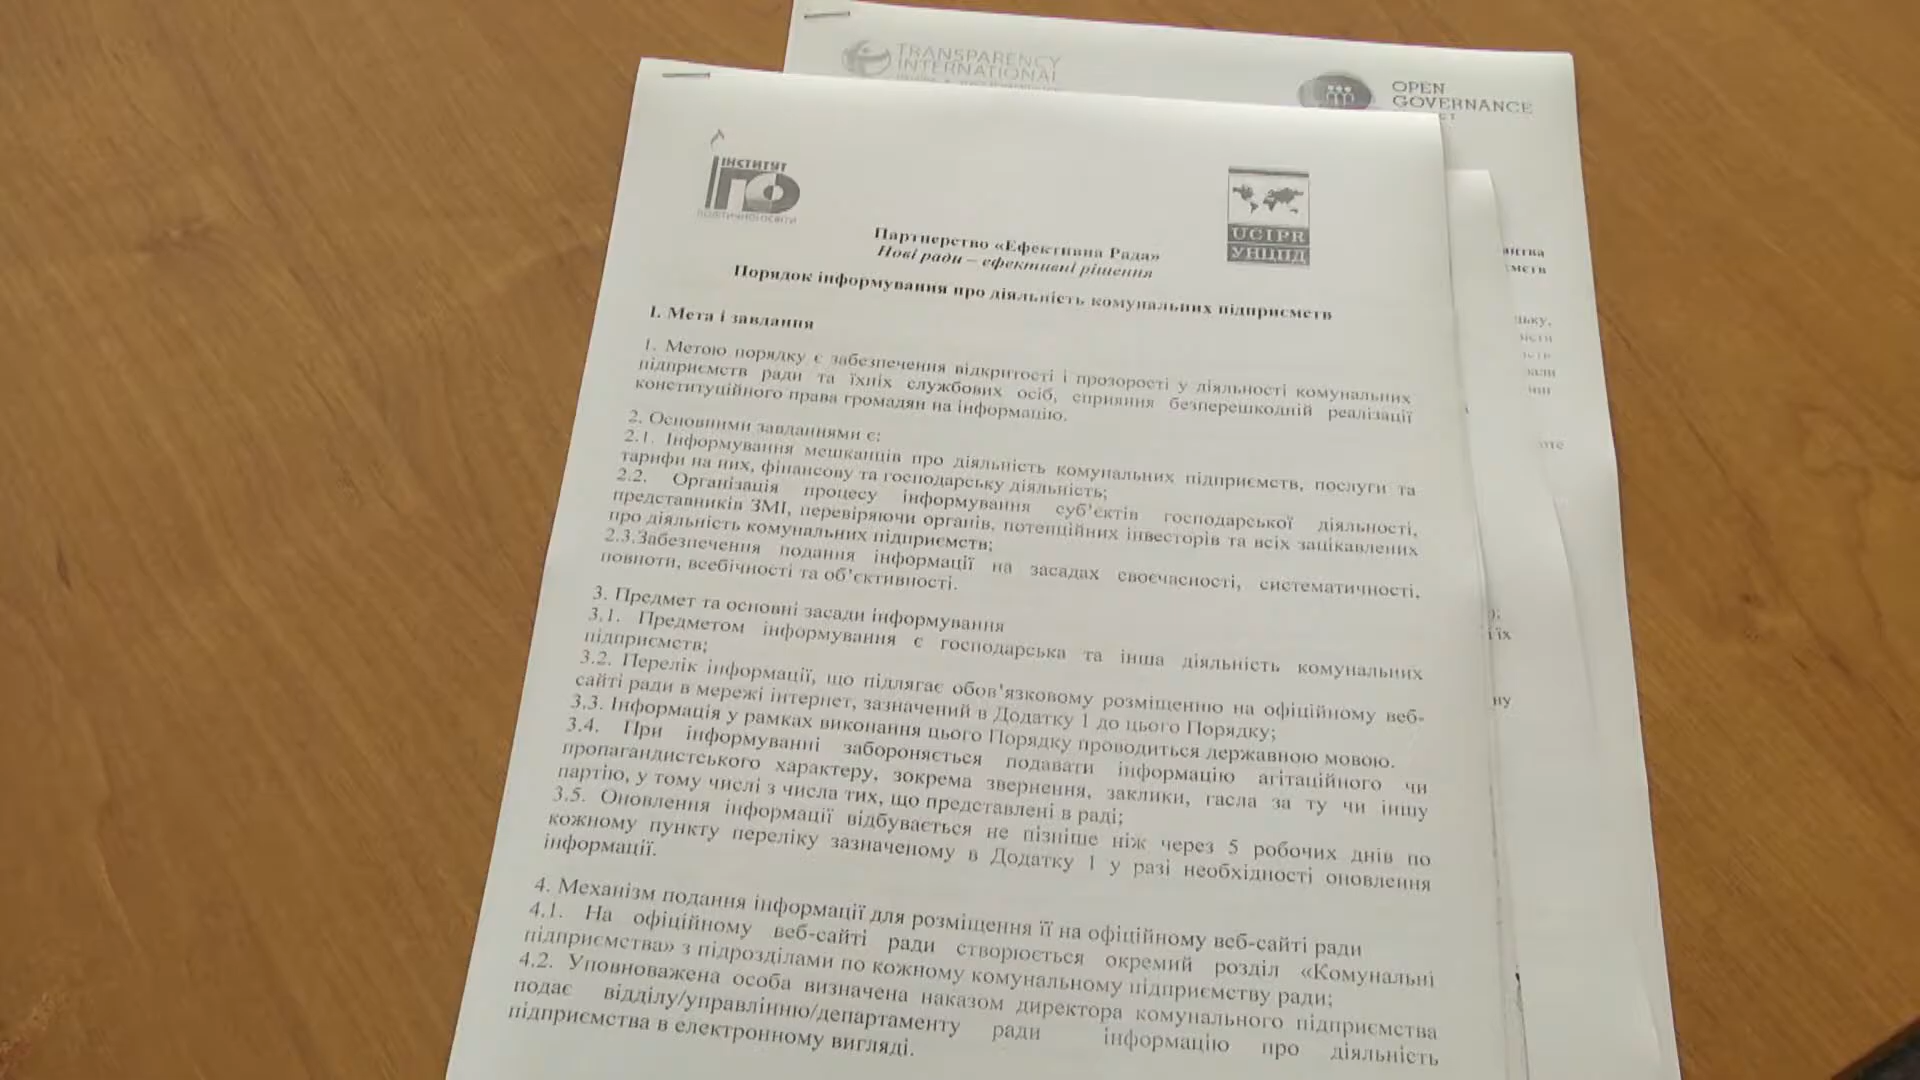 TRANSPARENCY
INTERNATIONAL
OPEN
GOVERNANCE
ІНСТИТУТ
ПО
ПОЛІТИЧНОЇ ОСВІТИ
UCIPR
УНЦПД
Партнерство «Ефективна Рада»
Нові ради – ефективні рішення
Порядок інформування про діяльність комунальних підприємств
І. Мета і завдання
1. Метою порядку є забезпечення відкритості і прозорості у діяльності комунальних
підприємств ради та їхніх службових осіб, сприяння безперешкодній реалізації
конституційного права громадян на інформацію.
2. Основними завданнями є:
2.1. Інформування мешканців про діяльність комунальних підприємств, послуги та
тарифи на них, фінансову та господарську діяльність;
2.2. Організація процесу інформування суб'єктів господарської діяльності,
представників ЗМІ, перевіряючи органів, потенційних інвесторів та всіх зацікавлених
про діяльність комунальних підприємств;
2.3.Забезпечення подання інформації на засадах своєчасності, систематичності,
повноти, всебічності та об'єктивності.
3. Предмет та основні засади інформування
3.1. Предметом інформування є господарська та інша діяльність комунальних
підприємств;
3.2. Перелік інформації, що підлягає обов'язковому розміщенню на офіційному веб-
сайті ради в мережі інтернет, зазначений в Додатку 1 до цього Порядку;
3.3. Інформація у рамках виконання цього Порядку проводиться державною мовою.
3.4. При інформуванні забороняється подавати інформацію агітаційного чи
пропагандистського характеру, зокрема звернення, заклики, гасла за ту чи іншу
партію, у тому числі з числа тих, що представлені в раді;
3.5. Оновлення інформації відбувається не пізніше ніж через 5 робочих днів по
кожному пункту переліку зазначеному в Додатку 1 у разі необхідності оновлення
інформації.
4. Механізм подання інформації для розміщення її на офіційному веб-сайті ради
4.1. На офіційному веб-сайті ради створюється окремий розділ «Комунальні
підприємства» з підрозділами по кожному комунальному підприємству ради;
4.2. Уповноважена особа визначена наказом директора комунального підприємства
подає відділу/управлінню/департаменту ради інформацію про діяльність
підприємства в електронному вигляді.